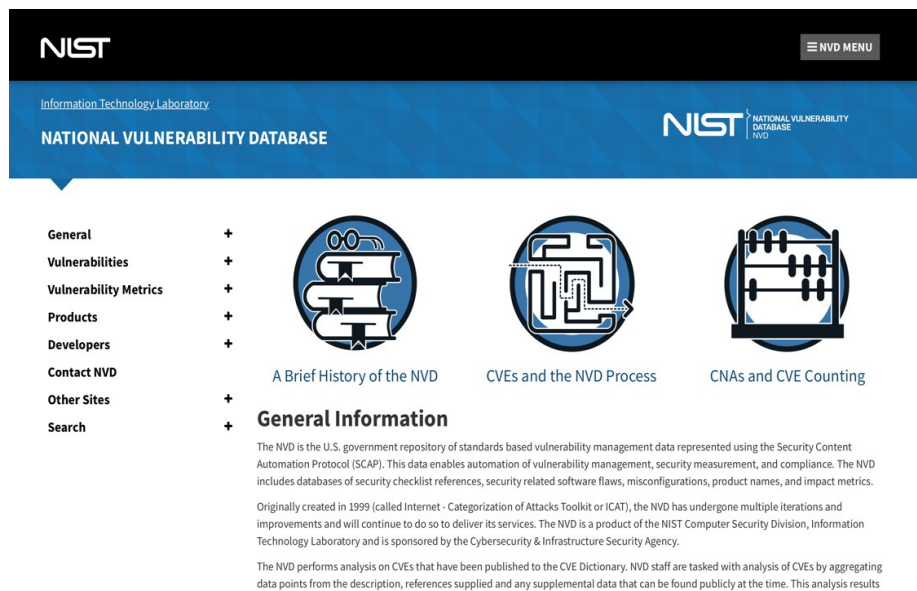 NIST
☰ NVD MENU
Information Technology Laboratory
NATIONAL VULNERABILITY DATABASE
NIST
NATIONAL VULNERABILITY
DATABASE
NVD
General +
Vulnerabilities +
Vulnerability Metrics +
Products +
Developers +
Contact NVD
Other Sites +
Search +
A Brief History of the NVD
CVEs and the NVD Process
CNAs and CVE Counting
General Information
The NVD is the U.S. government repository of standards based vulnerability management data represented using the Security Content
Automation Protocol (SCAP). This data enables automation of vulnerability management, security measurement, and compliance. The NVD
includes databases of security checklist references, security related software flaws, misconfigurations, product names, and impact metrics.
Originally created in 1999 (called Internet - Categorization of Attacks Toolkit or ICAT), the NVD has undergone multiple iterations and
improvements and will continue to do so to deliver its services. The NVD is a product of the NIST Computer Security Division, Information
Technology Laboratory and is sponsored by the Cybersecurity & Infrastructure Security Agency.
The NVD performs analysis on CVEs that have been published to the CVE Dictionary. NVD staff are tasked with analysis of CVEs by aggregating
data points from the description, references supplied and any supplemental data that can be found publicly at the time. This analysis results